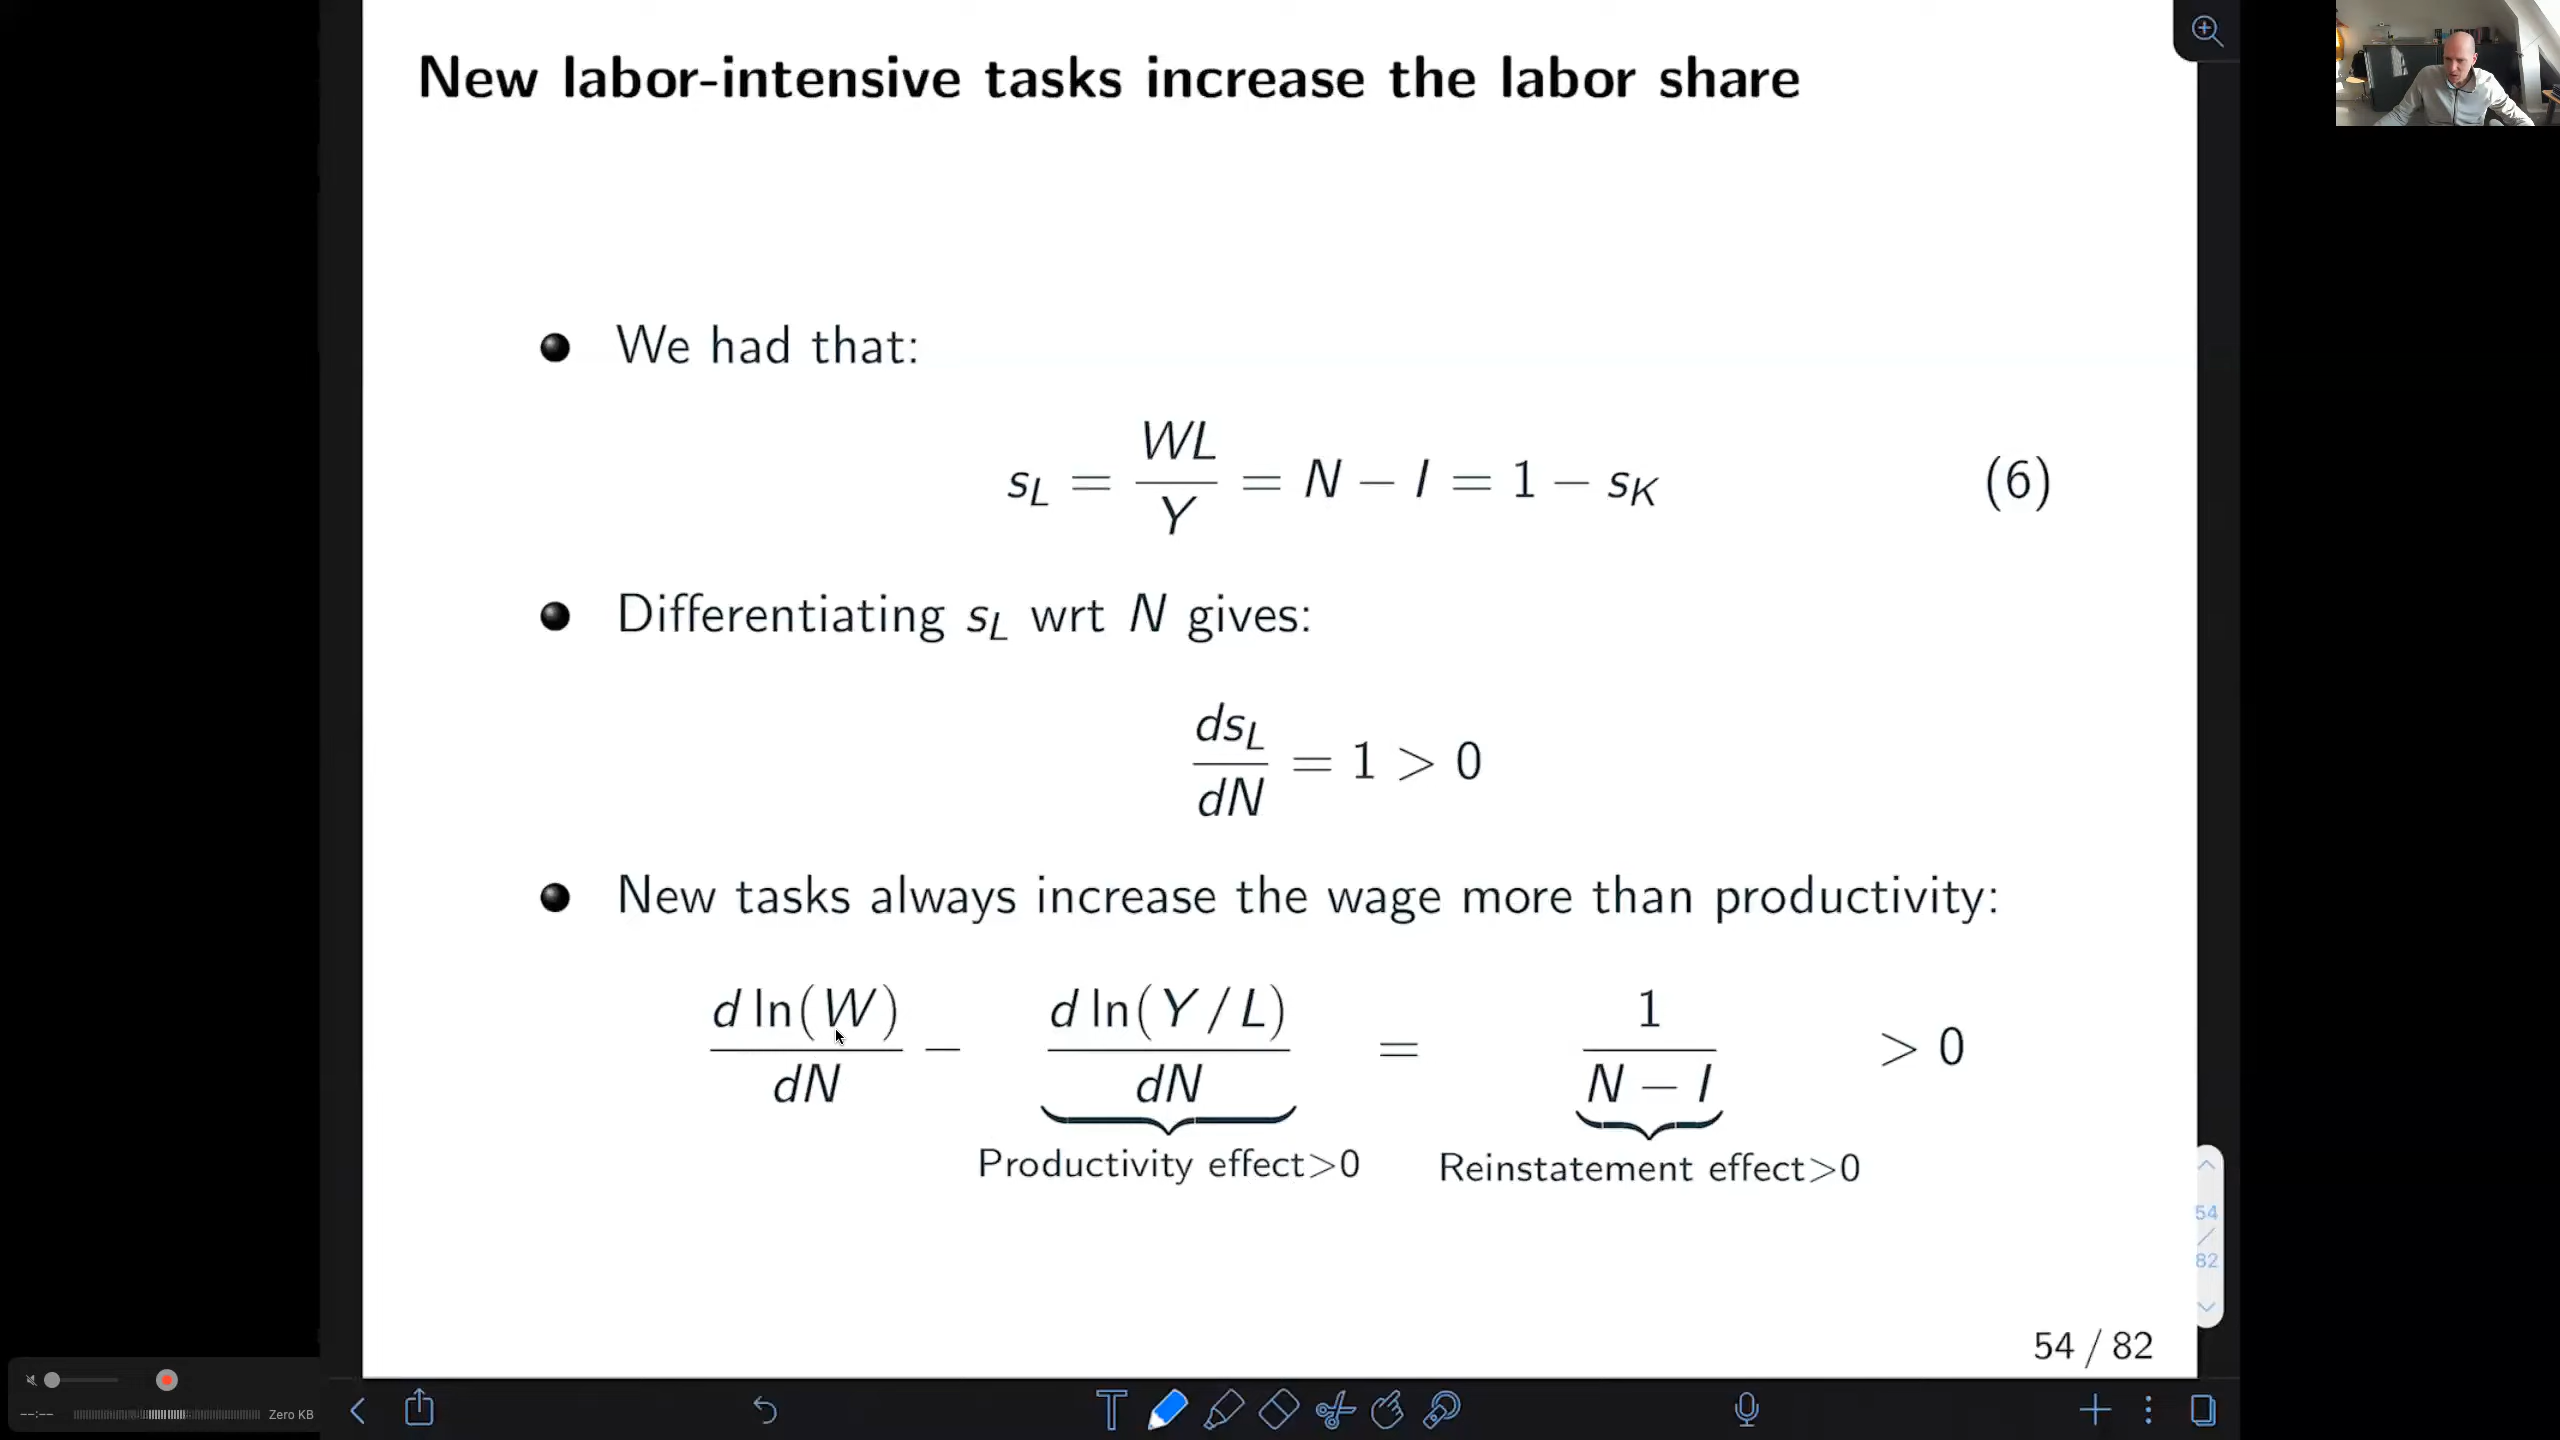 New labor-intensive tasks increase the labor share
We had that:
s_L = WL/Y = N − I = 1 − s_K (6)
Differentiating s_L wrt N gives:
ds_L/dN = 1 > 0
New tasks always increase the wage more than productivity:
d ln(W)/dN − d ln(Y/L)/dN = 1/(N − I) > 0
Productivity effect>0 Reinstatement effect>0
54
/
82
54 / 82
--:-- Zero KB